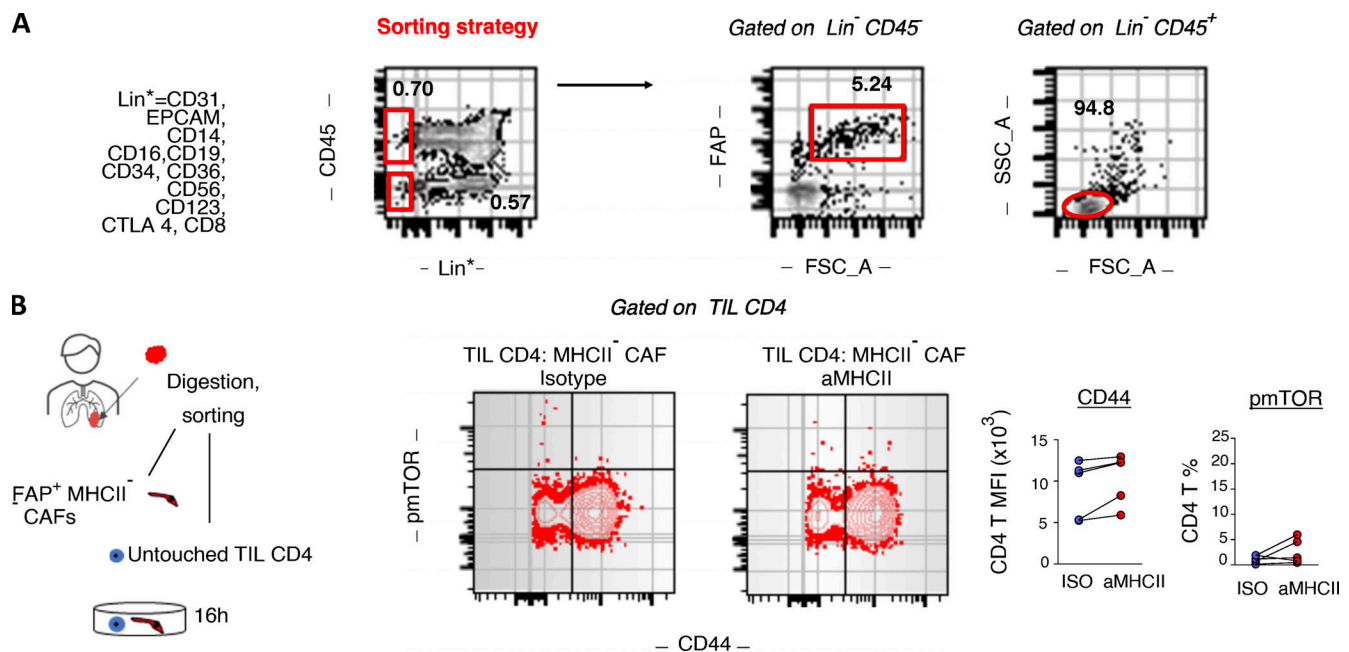 A
Sorting strategy
Gated on Lin⁻ CD45⁻
Gated on Lin⁻ CD45⁺
Lin*=CD31,
EPCAM,
CD14,
CD16,CD19,
CD34, CD36,
CD56,
CD123,
CTLA 4, CD8
CD45
0.70
0.57
Lin*
FAP
5.24
FSC_A
SSC_A
94.8
FSC_A
B
Gated on TIL CD4
Digestion,
sorting
FAP⁺ MHCII⁻
CAFs
Untouched TIL CD4
16h
TIL CD4: MHCII⁻ CAF
Isotype
TIL CD4: MHCII⁻ CAF
aMHCII
pmTOR
CD44
CD44
CD4 T MFI (x10³)
15
10
5
0
ISO aMHCII
pmTOR
CD4 T %
25
20
15
10
5
0
ISO aMHCII